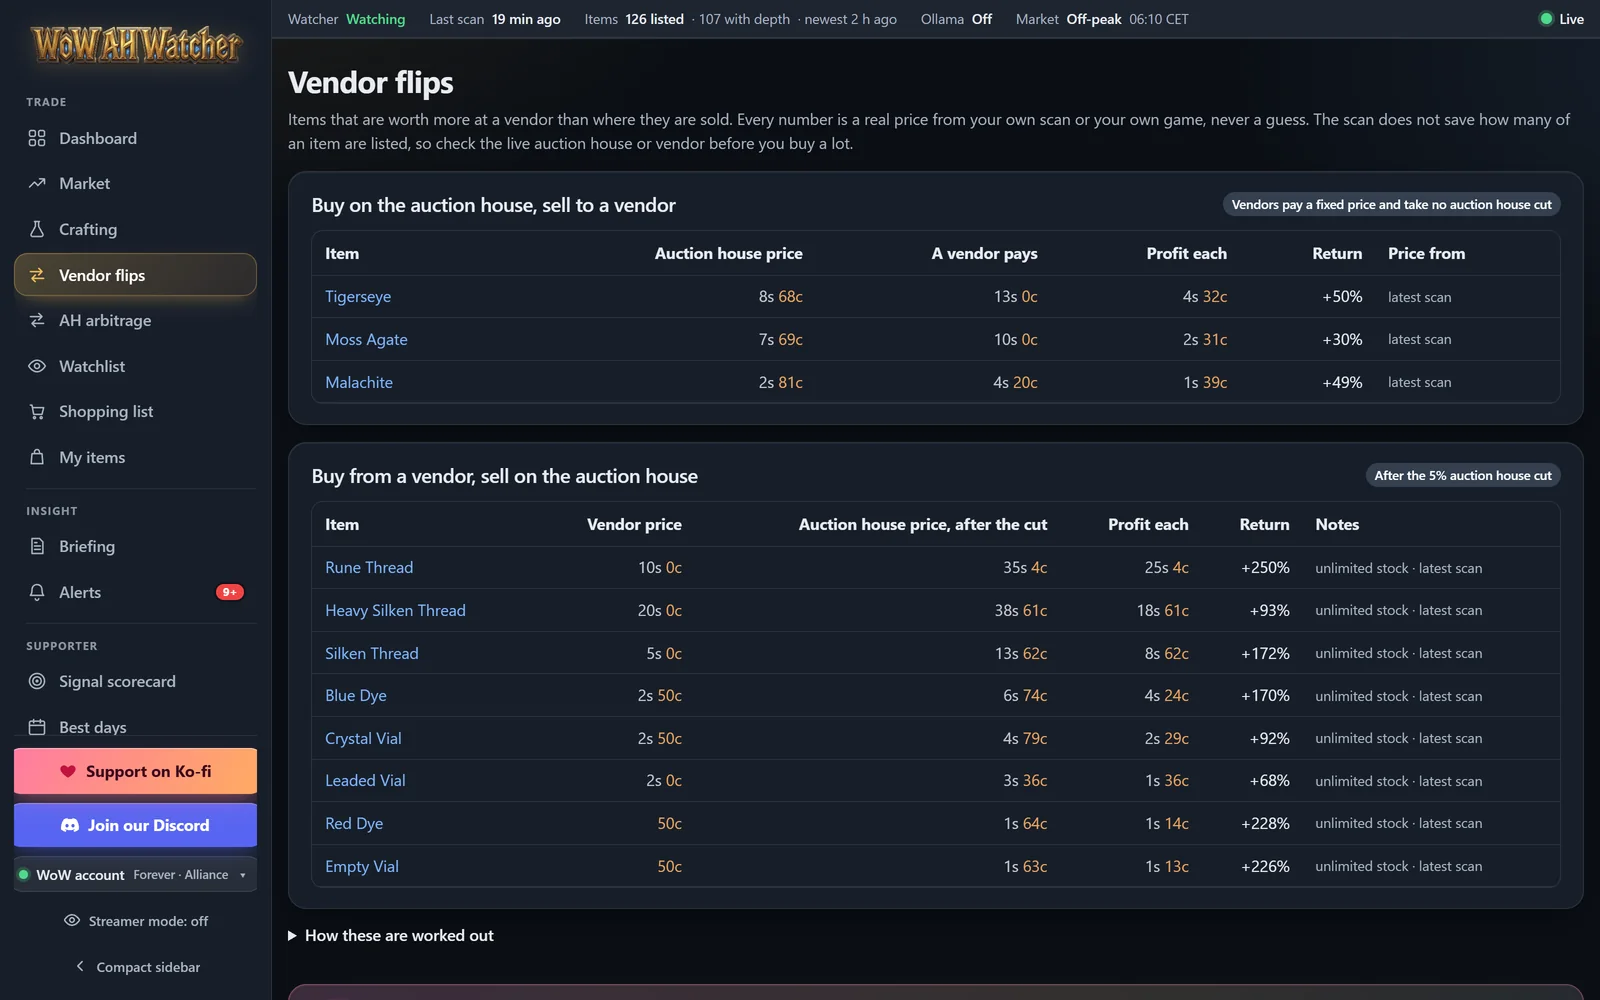 WoW AH Watcher
TRADE
Dashboard
Market
Crafting
Vendor flips
AH arbitrage
Watchlist
Shopping list
My items
INSIGHT
Briefing
Alerts 9+
SUPPORTER
Signal scorecard
Best days
Support on Ko-fi
Join our Discord
WoW account Forever · Alliance
Streamer mode: off
Compact sidebar
Watcher Watching Last scan 19 min ago Items 126 listed · 107 with depth · newest 2 h ago Ollama Off Market Off-peak 06:10 CET Live
Vendor flips
Items that are worth more at a vendor than where they are sold. Every number is a real price from your own scan or your own game, never a guess. The scan does not save how many of
an item are listed, so check the live auction house or vendor before you buy a lot.
Buy on the auction house, sell to a vendor Vendors pay a fixed price and take no auction house cut
Item Auction house price A vendor pays Profit each Return Price from
Tigerseye 8s 68c 13s 0c 4s 32c +50% latest scan
Moss Agate 7s 69c 10s 0c 2s 31c +30% latest scan
Malachite 2s 81c 4s 20c 1s 39c +49% latest scan
Buy from a vendor, sell on the auction house After the 5% auction house cut
Item Vendor price Auction house price, after the cut Profit each Return Notes
Rune Thread 10s 0c 35s 4c 25s 4c +250% unlimited stock · latest scan
Heavy Silken Thread 20s 0c 38s 61c 18s 61c +93% unlimited stock · latest scan
Silken Thread 5s 0c 13s 62c 8s 62c +172% unlimited stock · latest scan
Blue Dye 2s 50c 6s 74c 4s 24c +170% unlimited stock · latest scan
Crystal Vial 2s 50c 4s 79c 2s 29c +92% unlimited stock · latest scan
Leaded Vial 2s 0c 3s 36c 1s 36c +68% unlimited stock · latest scan
Red Dye 50c 1s 64c 1s 14c +228% unlimited stock · latest scan
Empty Vial 50c 1s 63c 1s 13c +226% unlimited stock · latest scan
How these are worked out